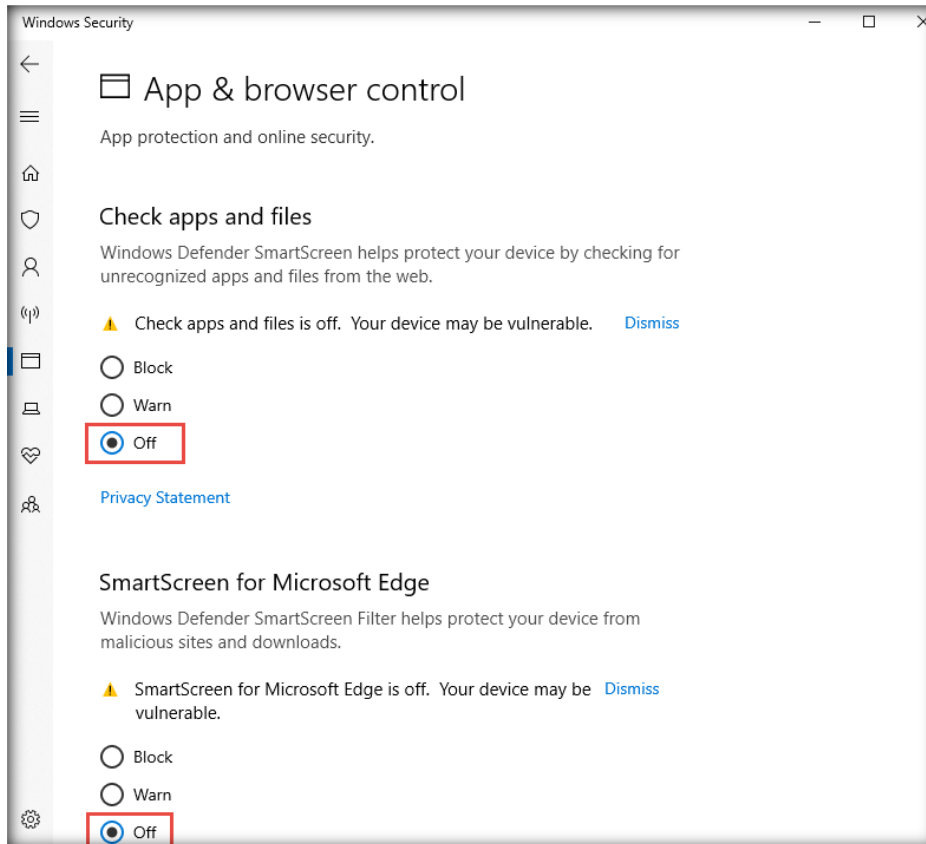 Windows Security
App & browser control
App protection and online security.
Check apps and files
Windows Defender SmartScreen helps protect your device by checking for
unrecognized apps and files from the web.
Check apps and files is off.  Your device may be vulnerable. Dismiss
Block
Warn
Off
Privacy Statement
SmartScreen for Microsoft Edge
Windows Defender SmartScreen Filter helps protect your device from
malicious sites and downloads.
SmartScreen for Microsoft Edge is off.  Your device may be Dismiss
vulnerable.
Block
Warn
Off